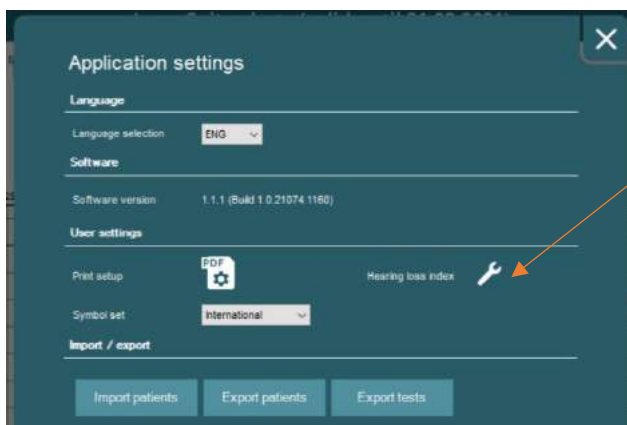 Application settings
Language
Language selection ENG
Software
Software version 1.1.1 (Build 1.0.21074.1160)
User settings
Print setup PDF Hearing loss index
Symbol set International
Import / export
Import patients Export patients Export tests